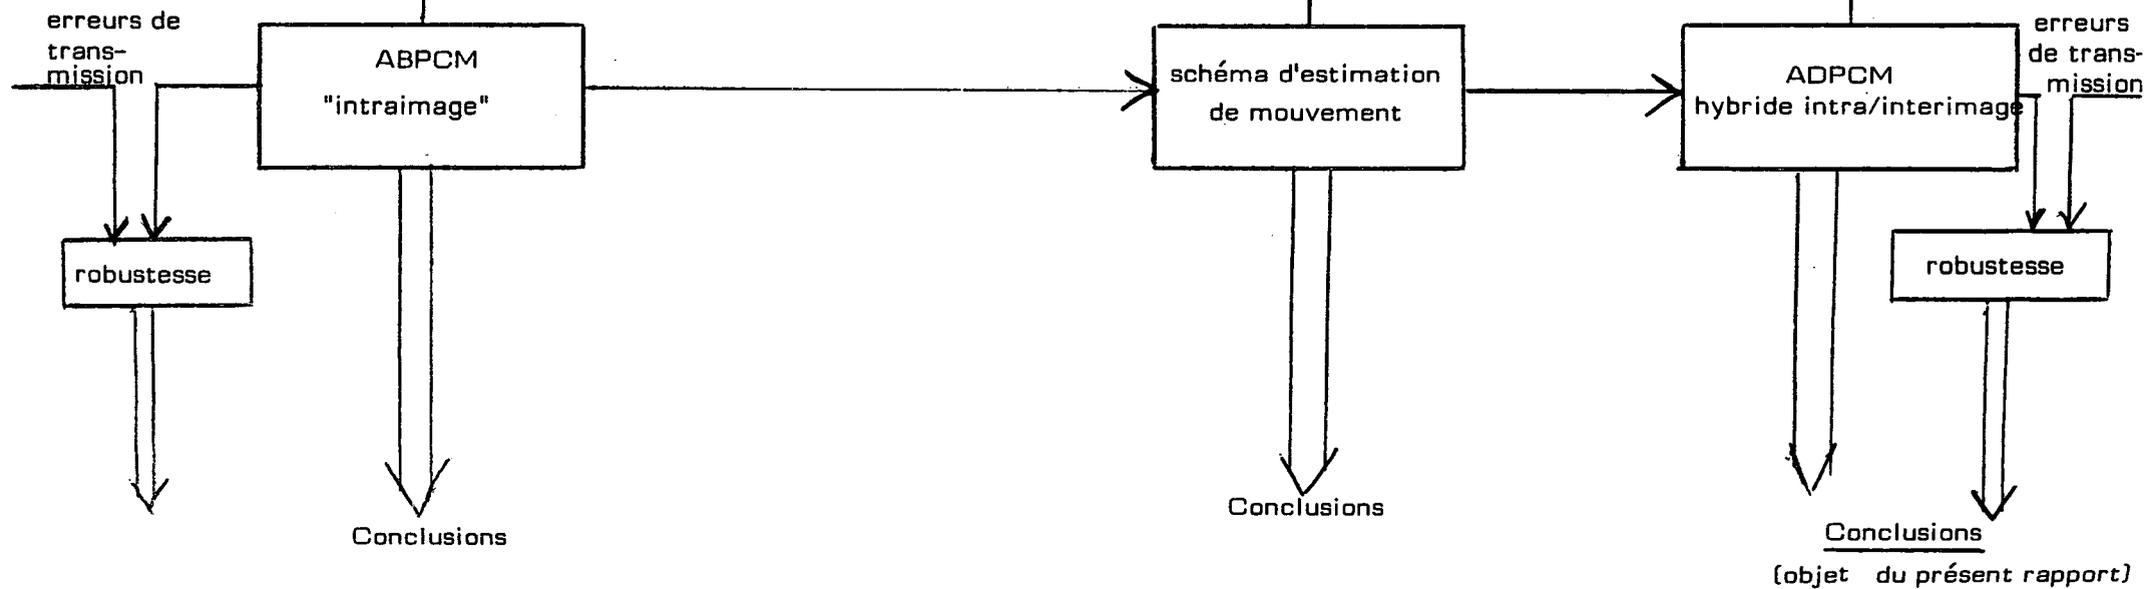 erreurs de
trans-
mission
ABPCM
"intraimage"
schéma d'estimation
de mouvement
ADPCM
hybride intra/interimage
erreurs
de trans-
mission
robustesse
robustesse
Conclusions
Conclusions
Conclusions
(objet du présent rapport)